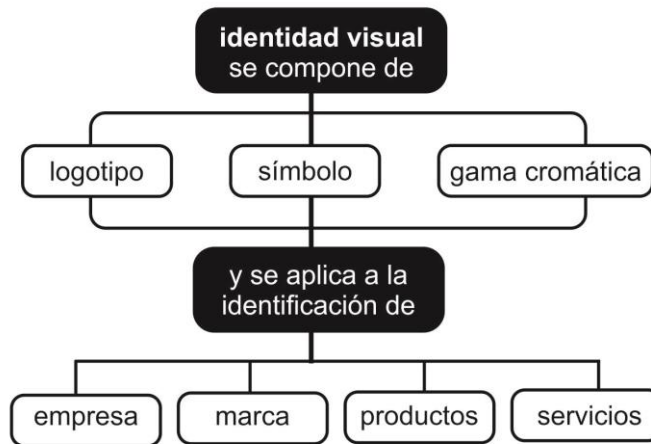 identidad visual
se compone de
logotipo
símbolo
gama cromática
y se aplica a la
identificación de
empresa
marca
productos
servicios